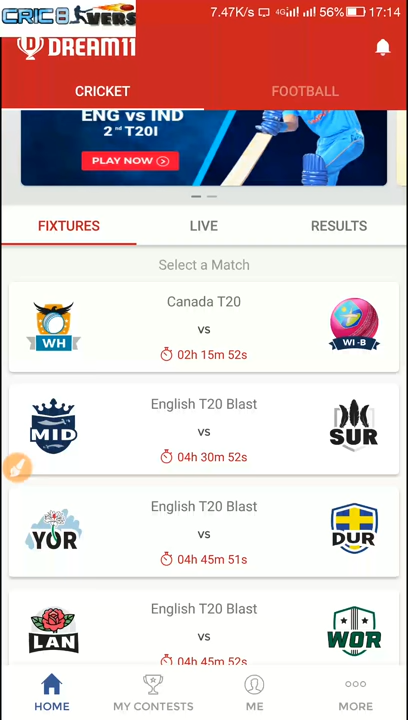 CRIC8
VERS
7.47K/s 4G 56% 17:14
DREAM11
CRICKET FOOTBALL
ENG vs IND
2nd T20I
PLAY NOW
FIXTURES LIVE RESULTS
Select a Match
Canada T20
WH vs WI-B
02h 15m 52s
English T20 Blast
MID vs SUR
04h 30m 52s
English T20 Blast
YOR vs DUR
04h 45m 51s
English T20 Blast
LAN vs WOR
04h 45m 52s
HOME MY CONTESTS ME MORE